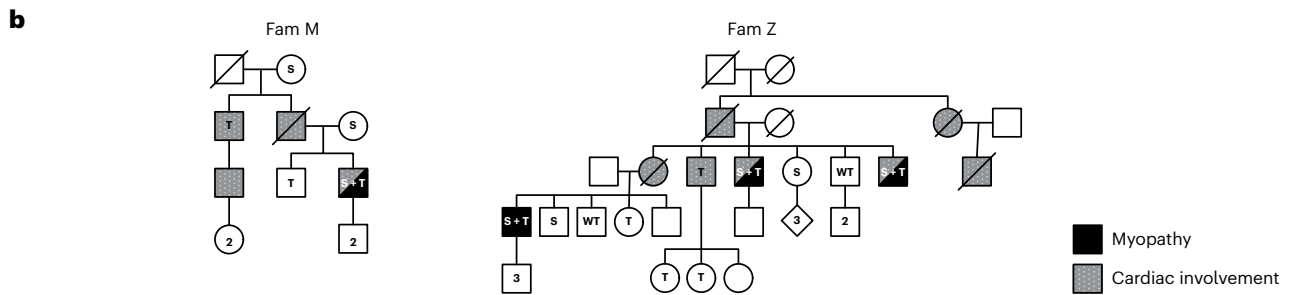 b
Fam M
Fam Z
S
T
S
T
S + T
S + T
S
WT
S + T
T
S + T
S
WT
T
3
2
2
2
3
T
T
Myopathy
Cardiac involvement